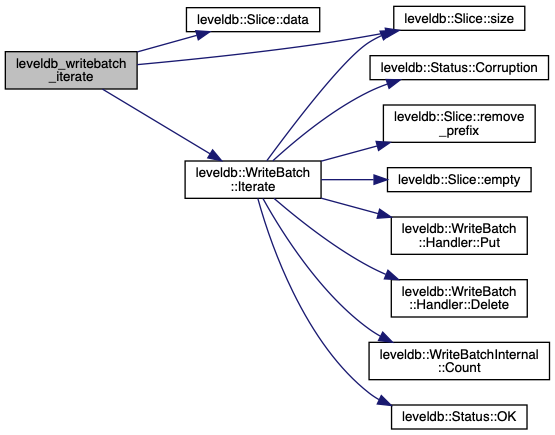 leveldb_writebatch
_iterate
leveldb::Slice::data
leveldb::Slice::size
leveldb::WriteBatch
::Iterate
leveldb::Status::Corruption
leveldb::Slice::remove
_prefix
leveldb::Slice::empty
leveldb::WriteBatch
::Handler::Put
leveldb::WriteBatch
::Handler::Delete
leveldb::WriteBatchInternal
::Count
leveldb::Status::OK